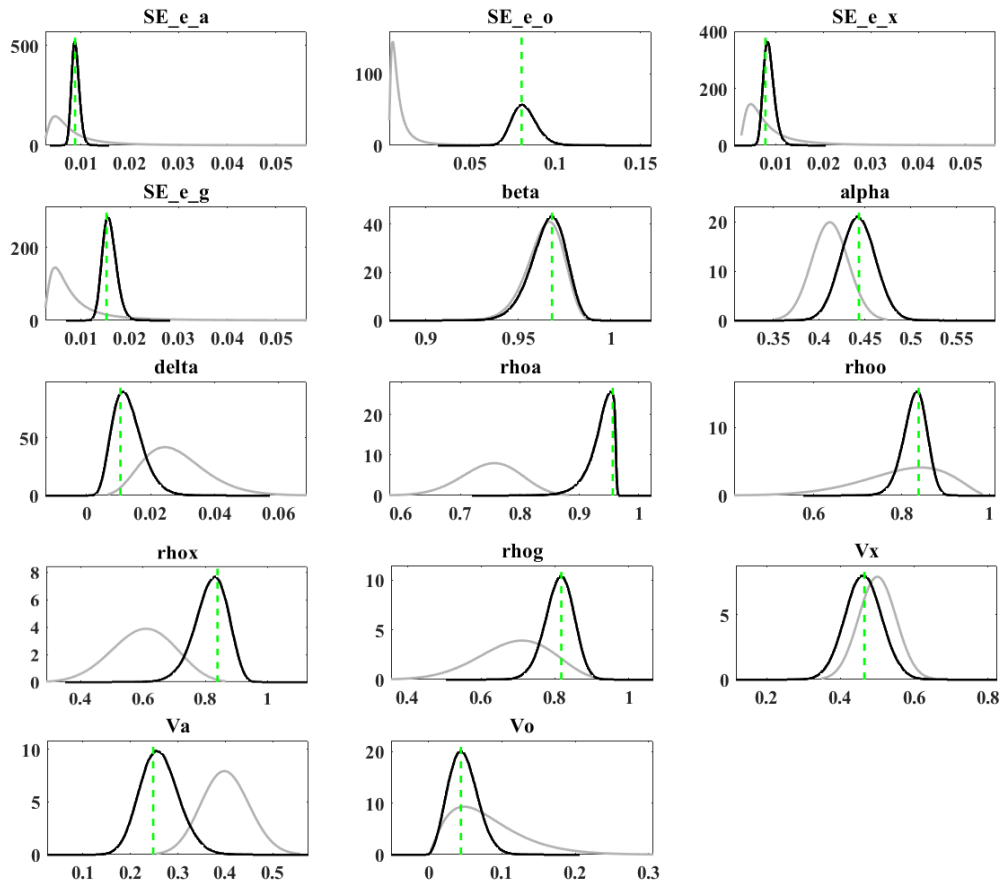 SE_e_a
SE_e_o
SE_e_x
500
0
0.01 0.02 0.03 0.04 0.05
100
0
0.05 0.1 0.15
400
200
0
0.01 0.02 0.03 0.04 0.05
SE_e_g
beta
alpha
200
0
0.01 0.02 0.03 0.04 0.05
40
20
0
0.9 0.95 1
20
10
0
0.35 0.4 0.45 0.5 0.55
delta
rhoa
rhoo
50
0
0 0.02 0.04 0.06
20
10
0
0.6 0.7 0.8 0.9 1
10
0
0.6 0.8 1
rhox
rhog
Vx
8
6
4
2
0
0.4 0.6 0.8 1
10
5
0
0.4 0.6 0.8 1
5
0
0.2 0.4 0.6 0.8
Va
Vo
10
5
0
0.1 0.2 0.3 0.4 0.5
20
10
0
0 0.1 0.2 0.3